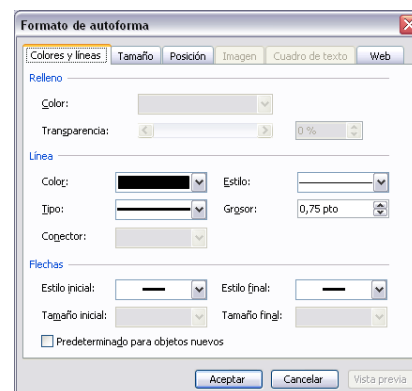 Formato de autoforma
Colores y líneas Tamaño Posición Imagen Cuadro de texto Web
Relleno
Color:
Transparencia: 0 %
Línea
Color: Estilo:
Tipo: Grosor: 0,75 pto
Conector:
Flechas
Estilo inicial: Estilo final:
Tamaño inicial: Tamaño final:
Predeterminado para objetos nuevos
Aceptar Cancelar Vista previa